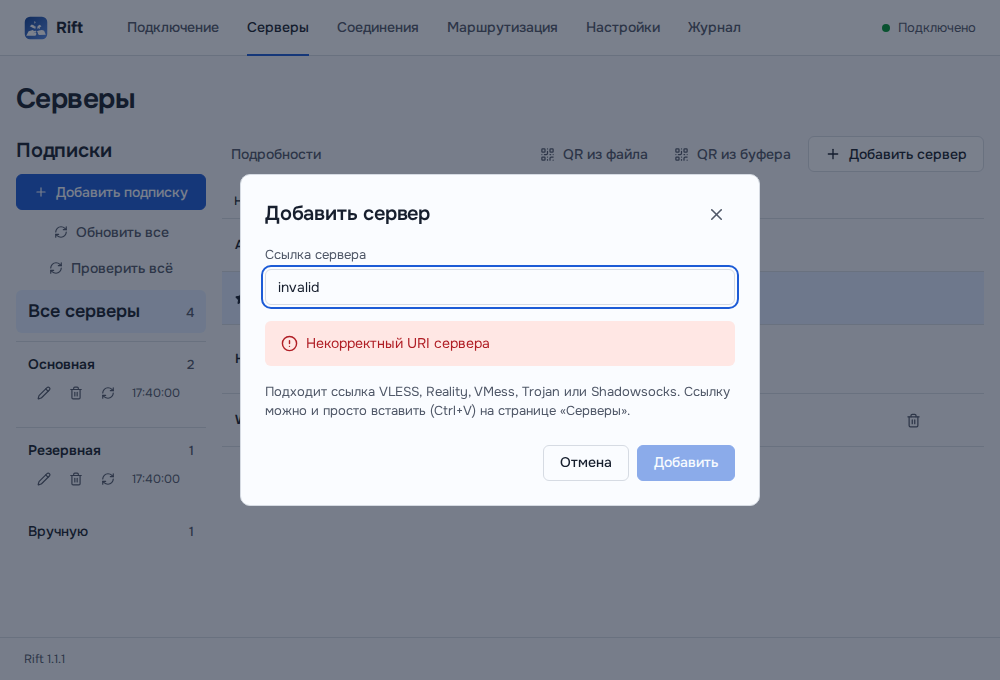 Rift
Подключение
Серверы
Соединения
Маршрутизация
Настройки
Журнал
Подключено
Серверы
Подписки
Добавить подписку
Обновить все
Проверить всё
Все серверы 4
Основная 2
17:40:00
Резервная 1
17:40:00
Вручную 1
Подробности
QR из файла
QR из буфера
Добавить сервер
Добавить сервер
Ссылка сервера
invalid
Некорректный URI сервера
Подходит ссылка VLESS, Reality, VMess, Trojan или Shadowsocks. Ссылку
можно и просто вставить (Ctrl+V) на странице «Серверы».
Отмена
Добавить
Rift 1.1.1